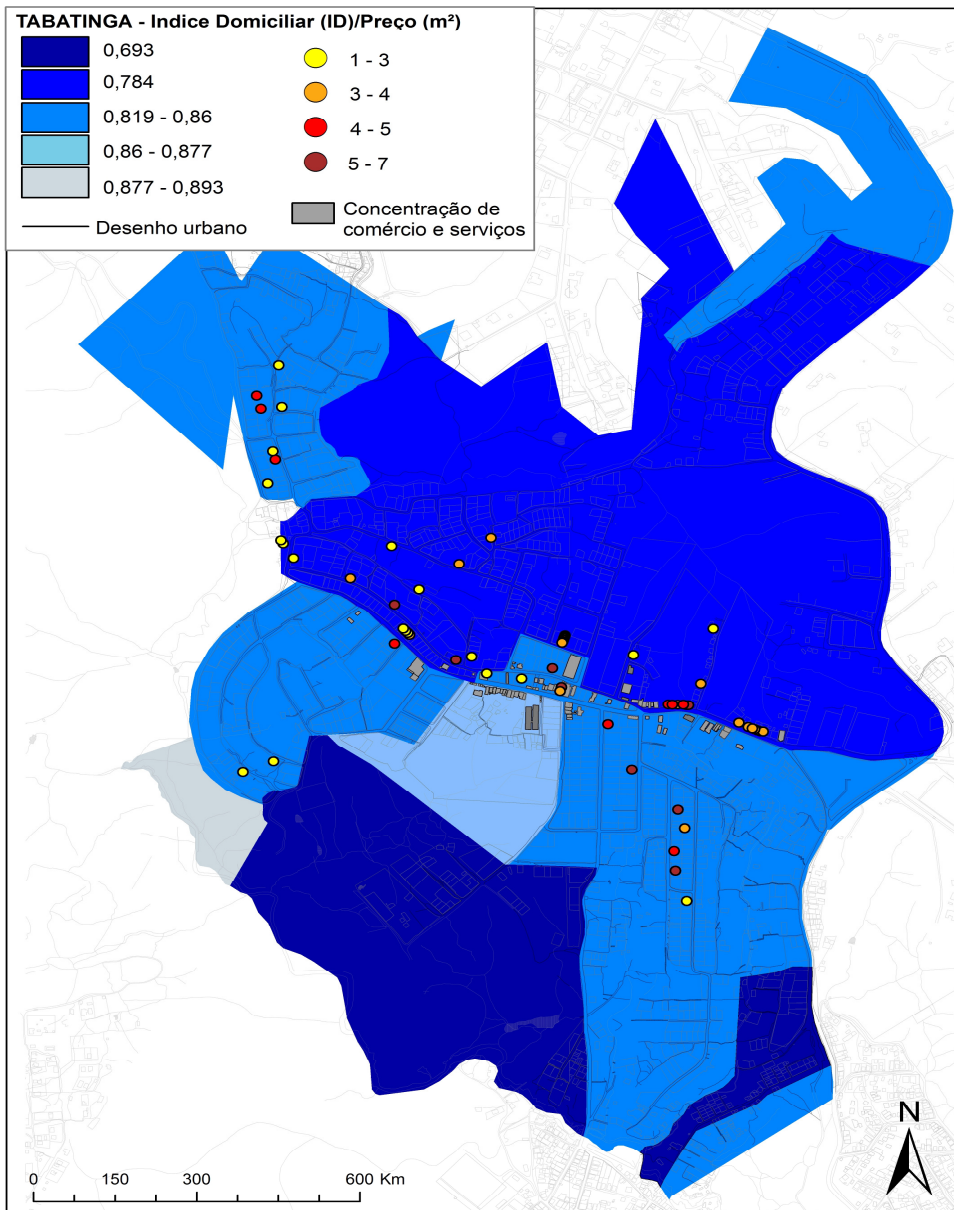 TABATINGA - Indice Domiciliar (ID)/Preço (m²)
0,693
0,784
0,819 - 0,86
0,86 - 0,877
0,877 - 0,893
Desenho urbano
1 - 3
3 - 4
4 - 5
5 - 7
Concentração de
comércio e serviços
N
0 150 300 600 Km